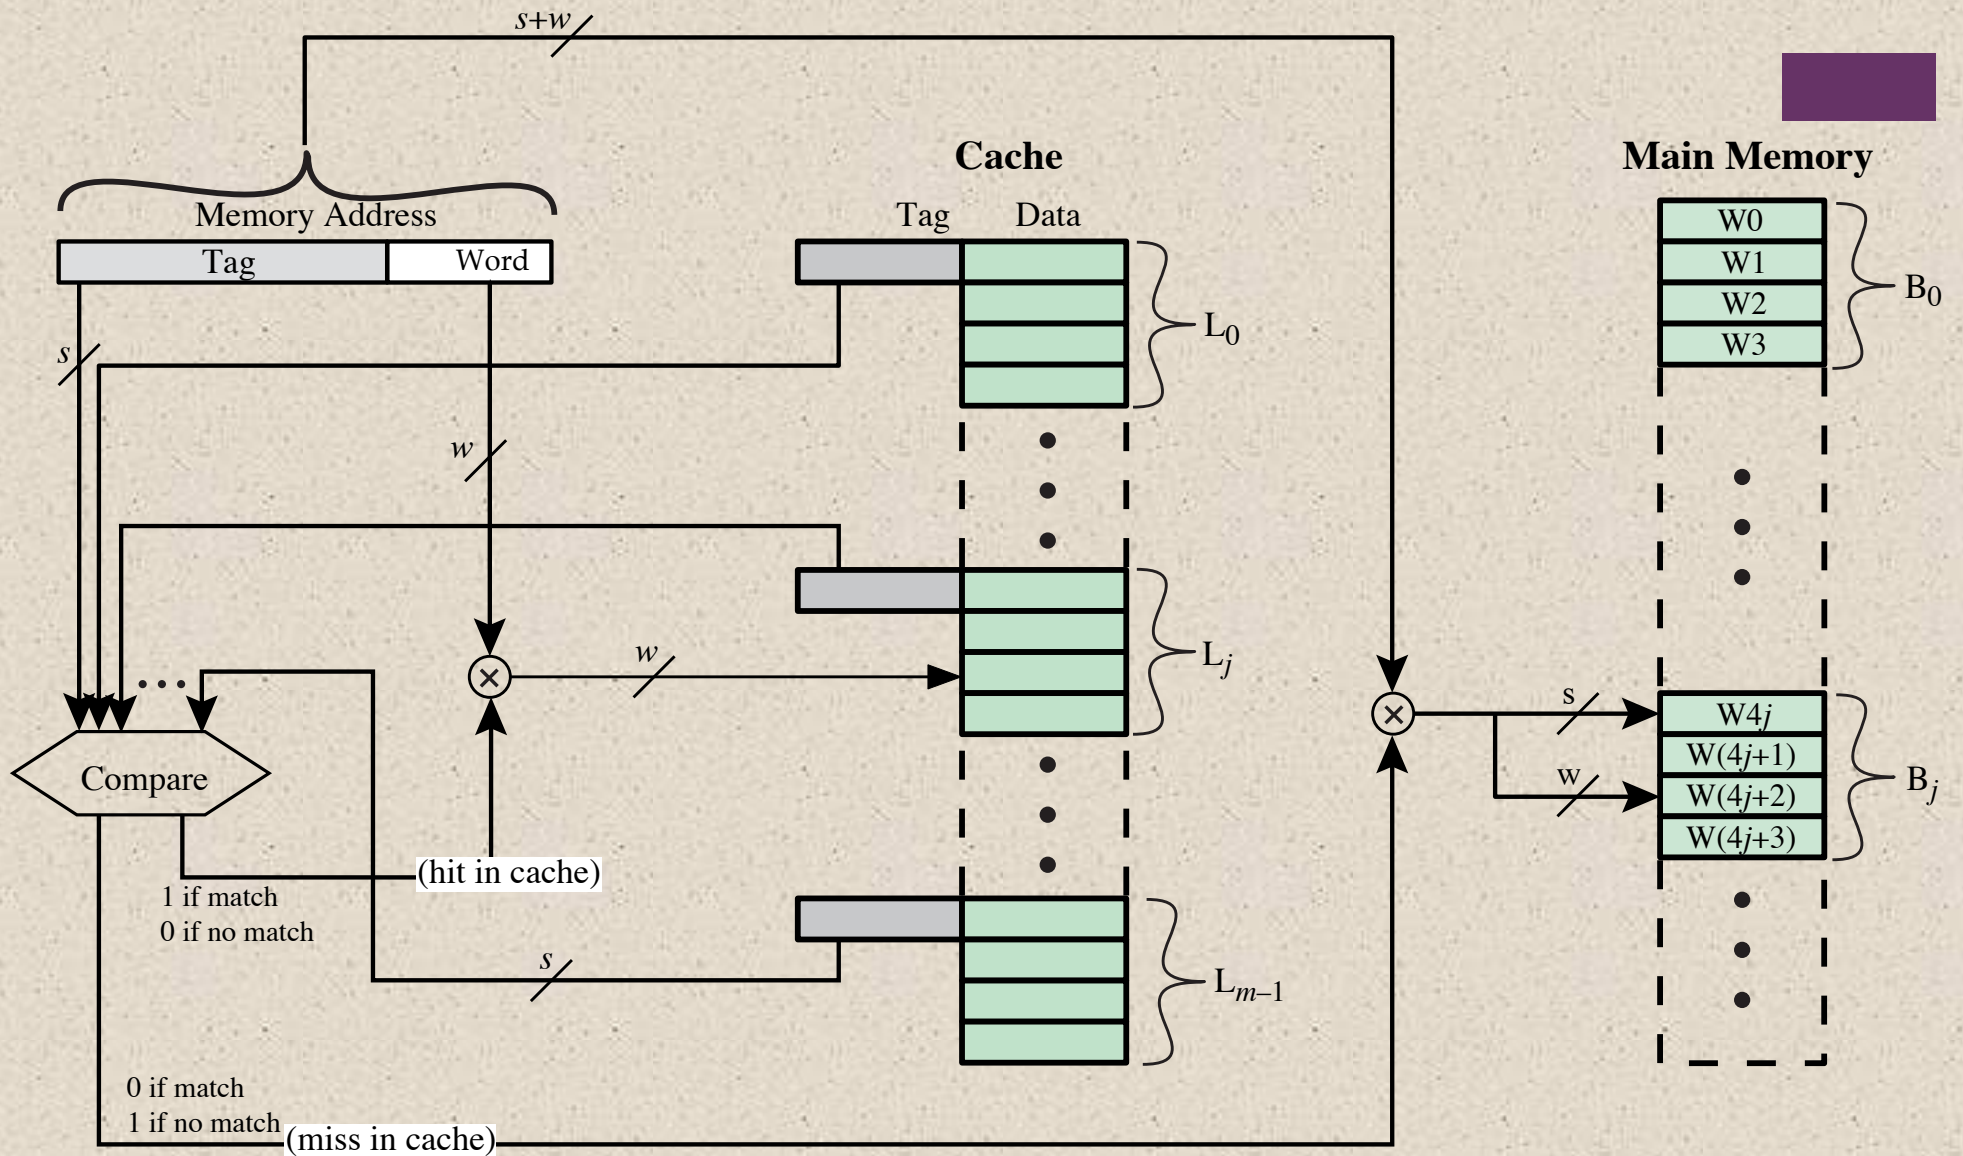 s+w
Cache
Main Memory
Memory Address
Tag Data
Tag Word
W0
W1
W2
W3
B0
L0
s
w
w
Lj
s
W4j
W(4j+1)
w
W(4j+2)
W(4j+3)
Bj
Compare
(hit in cache)
1 if match
0 if no match
s
Lm–1
0 if match
1 if no match
(miss in cache)